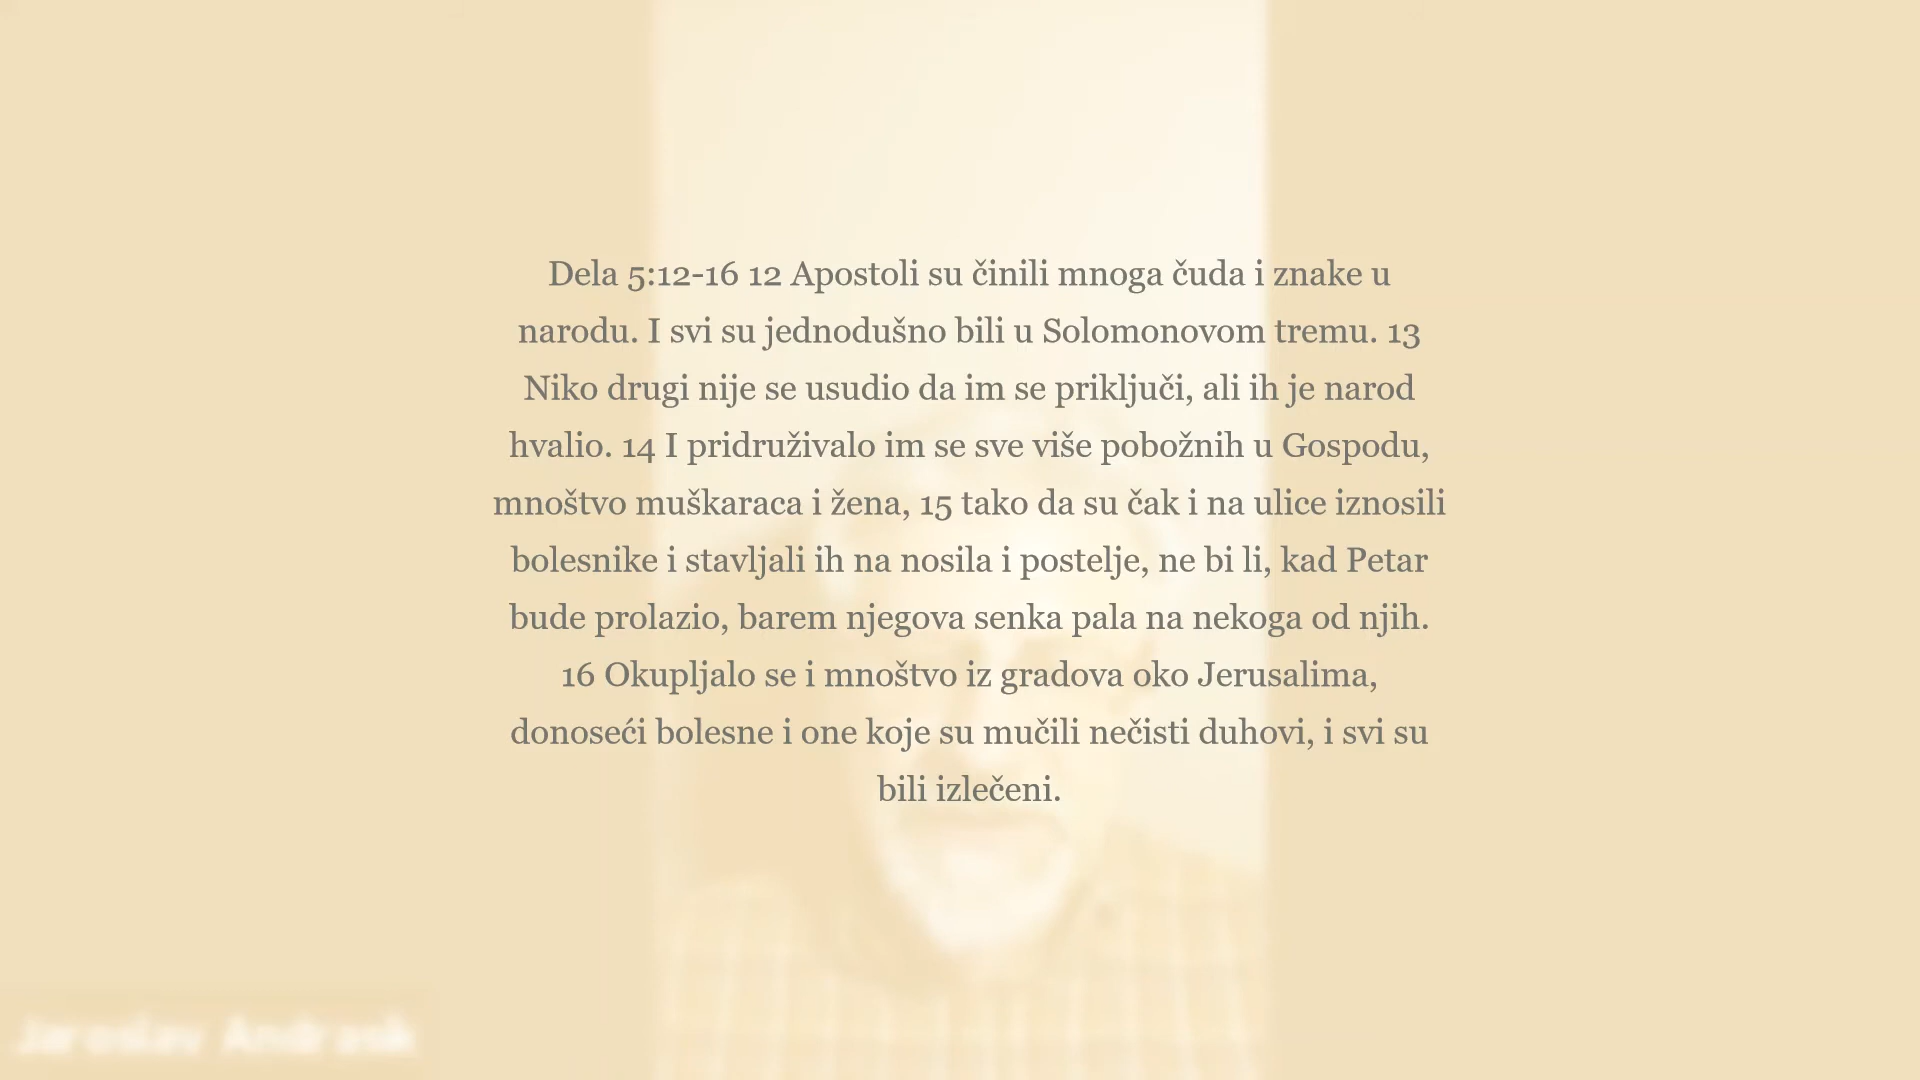 Dela 5:12-16 12 Apostoli su činili mnoga čuda i znake u
narodu. I svi su jednodušno bili u Solomonovom tremu. 13
Niko drugi nije se usudio da im se priključi, ali ih je narod
hvalio. 14 I pridruživalo im se sve više pobožnih u Gospodu,
mnoštvo muškaraca i žena, 15 tako da su čak i na ulice iznosili
bolesnike i stavljali ih na nosila i postelje, ne bi li, kad Petar
bude prolazio, barem njegova senka pala na nekoga od njih.
16 Okupljalo se i mnoštvo iz gradova oko Jerusalima,
donoseći bolesne i one koje su mučili nečisti duhovi, i svi su
bili izlečeni.
Jaroslav Andrasik